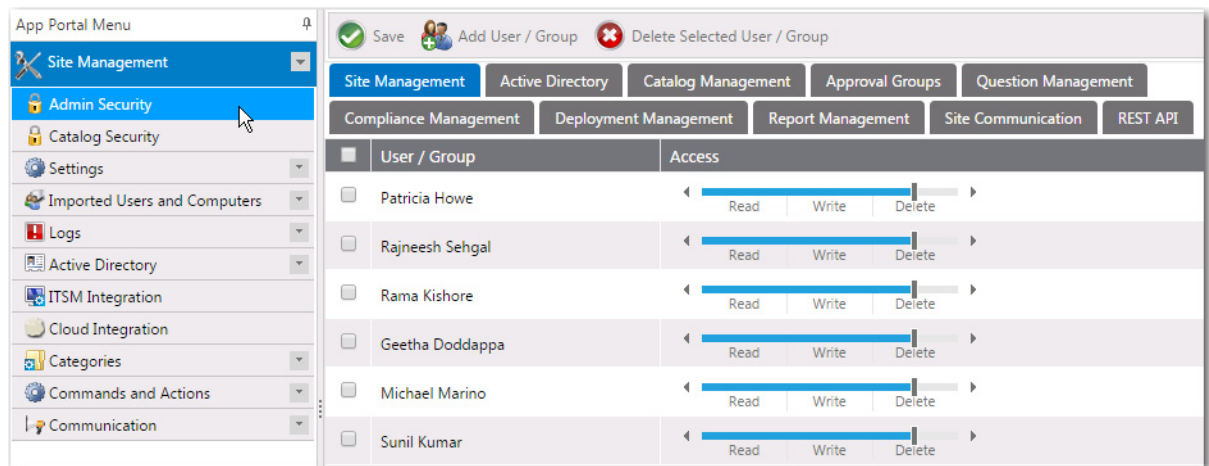 App Portal Menu
Site Management
Admin Security
Catalog Security
Settings
Imported Users and Computers
Logs
Active Directory
ITSM Integration
Cloud Integration
Categories
Commands and Actions
Communication
Save Add User / Group Delete Selected User / Group
Site Management Active Directory Catalog Management Approval Groups Question Management
Compliance Management Deployment Management Report Management Site Communication REST API
User / Group Access
Patricia Howe
Read Write Delete
Rajneesh Sehgal
Read Write Delete
Rama Kishore
Read Write Delete
Geetha Doddappa
Read Write Delete
Michael Marino
Read Write Delete
Sunil Kumar
Read Write Delete